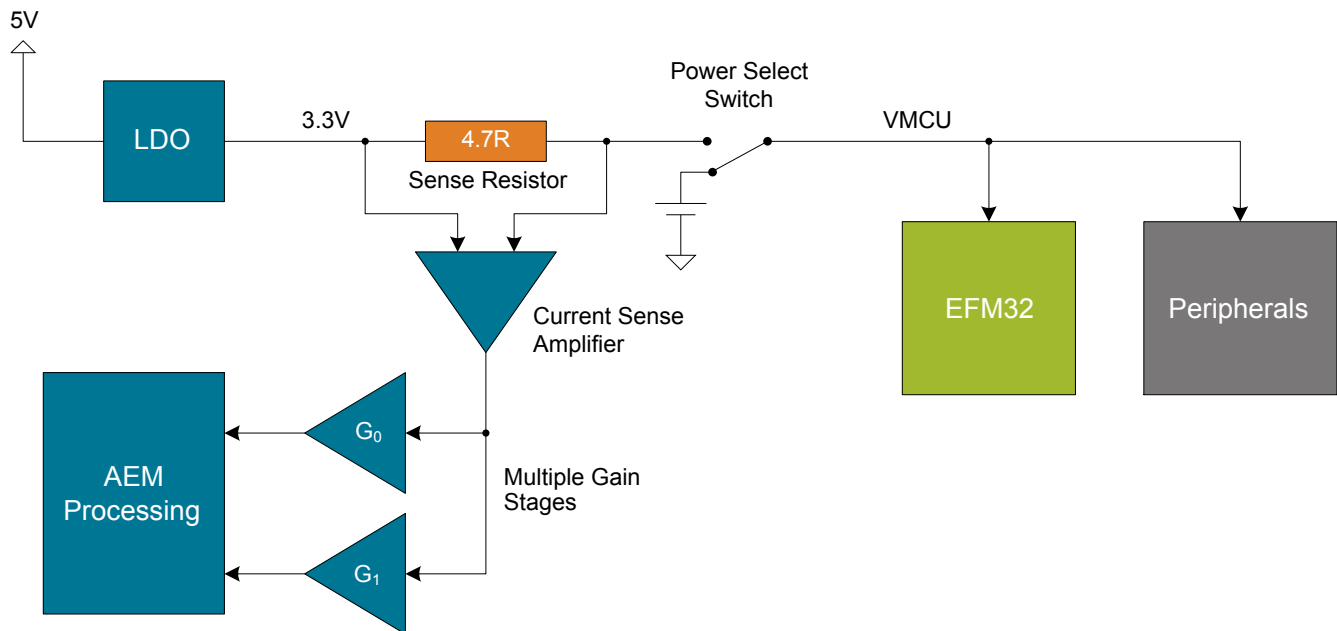 5V
LDO
3.3V
4.7R
Sense Resistor
Power Select
Switch
VMCU
EFM32
Peripherals
Current Sense
Amplifier
AEM
Processing
G0
G1
Multiple Gain
Stages